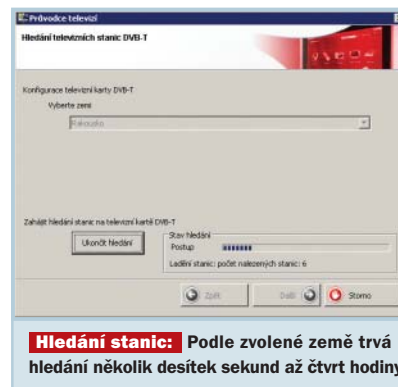 Průvodce televizí
Hledání televizních stanic DVB-T
Konfigurace televizní karty DVB-T
Vyberte zemi
Rakousko
Zahájit hledání stanic na televizní kartě DVB-T
Ukončit hledání
Stav hledání
Postup
Ladění stanic: počet nalezených stanic: 6
Zpět
Další
Storno
Hledání stanic: Podle zvolené země trvá
hledání několik desítek sekund až čtvrt hodiny